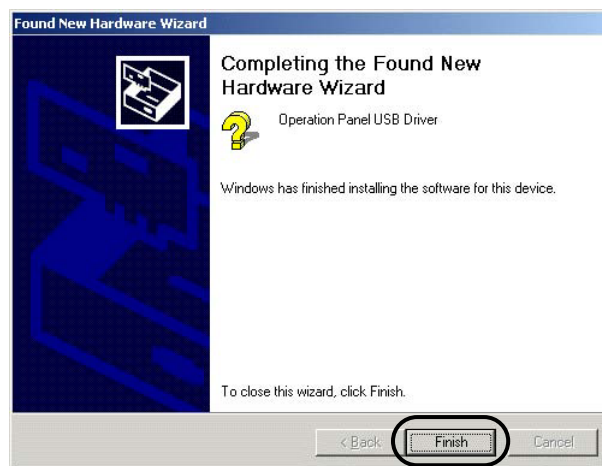 Found New Hardware Wizard
Completing the Found New
Hardware Wizard
Operation Panel USB Driver
Windows has finished installing the software for this device.
To close this wizard, click Finish.
< Back Finish Cancel